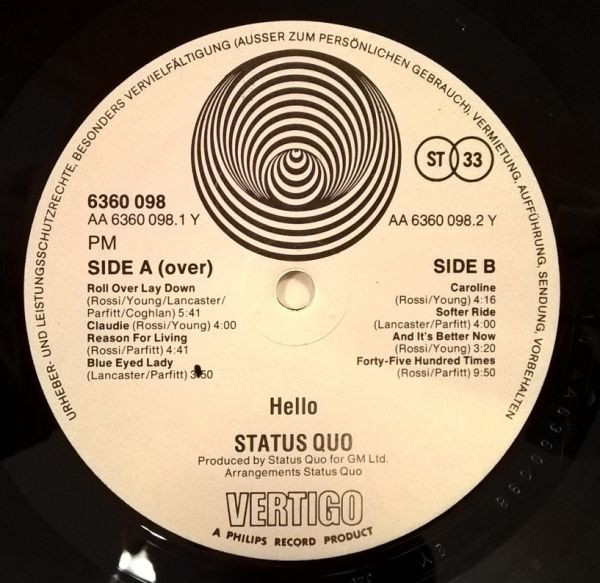 URHEBER- UND LEISTUNGSSCHUTZRECHTE, BESONDERS VERVIELFÄLTIGUNG (AUSSER ZUM PERSÖNLICHEN GEBRAUCH), VERMIETUNG, AUFFÜHRUNG, SENDUNG, VORBEHALTEN
ST 33
6360 098
AA 6360 098.1 Y
PM
SIDE A (over)
Roll Over Lay Down
(Rossi/Young/Lancaster/
Parfitt/Coghlan) 5:41
Claudie (Rossi/Young) 4:00
Reason For Living
(Rossi/Parfitt) 4:41
Blue Eyed Lady
(Lancaster/Parfitt) 3:50
AA 6360 098.2 Y
SIDE B
Caroline
(Rossi/Young) 4:16
Softer Ride
(Lancaster/Parfitt) 4:00
And It's Better Now
(Rossi/Young) 3:20
Forty-Five Hundred Times
(Rossi/Parfitt) 9:50
Hello
STATUS QUO
Produced by Status Quo for GM Ltd.
Arrangements Status Quo
VERTIGO
A PHILIPS RECORD PRODUCT